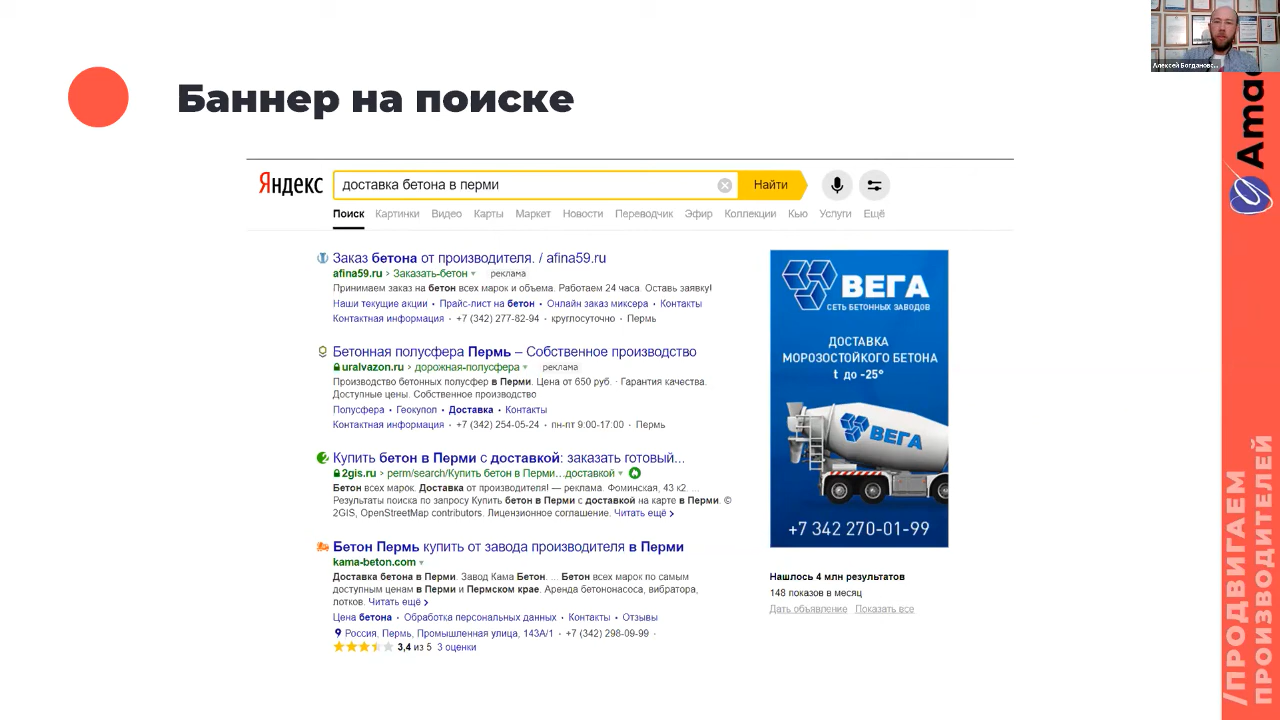 Баннер на поиске
Яндекс
доставка бетона в перми
Найти
Поиск Картинки Видео Карты Маркет Новости Переводчик Эфир Коллекции Кью Услуги Ещё
Заказ бетона от производителя. / afina59.ru
afina59.ru › Заказать-бетон реклама
Принимаем заказ на бетон всех марок и объема. Работаем 24 часа Оставь заявку!
Наши текущие акции · Прайс-лист на бетон · Онлайн заказ миксера · Контакты
Контактная информация · +7 (342) 277-82-94 · круглосуточно · Пермь
Бетонная полусфера Пермь – Собственное производство
uralvazon.ru › дорожная-полусфера реклама
Производство бетонных полусфер в Перми. Цена от 650 руб. · Гарантия качества.
Доступные цены. Собственное производство
Полусфера · Геокупол · Доставка · Контакты
Контактная информация · +7 (342) 254-05-24 · пн-пт 9:00-17:00 · Пермь
Купить бетон в Перми с доставкой: заказать готовый...
2gis.ru › perm/search/Купить бетон в Перми…доставкой
Бетон всех марок. Доставка от производителя! — реклама. Фоминская, 43 к2. ...
Результаты поиска по запросу Купить бетон в Перми с доставкой на карте в Перми. ©
2GIS, OpenStreetMap contributors. Лицензионное соглашение. Читать ещё ›
Бетон Пермь купить от завода производителя в Перми
kama-beton.com
Доставка бетона в Перми. Завод Кама Бетон. ... Бетон всех марок по самым
доступным ценам в Перми и Пермском крае. Аренда бетононасоса, вибратора,
лотков. Читать ещё ›
Цена бетона · Обработка персональных данных · Контакты · Отзывы
Россия, Пермь, Промышленная улица, 143А/1 · +7 (342) 298-09-99 ·
3,4 из 5 3 оценки
ВЕГА
СЕТЬ БЕТОННЫХ ЗАВОДОВ
ДОСТАВКА
МОРОЗОСТОЙКОГО БЕТОНА
t до -25°
ВЕГА
+7 342 270-01-99
Нашлось 4 млн результатов
148 показов в месяц
Дать объявление Показать все
Алексей Богдановс...
Ama
/ПРОДВИГАЕМ
ПРОИЗВОДИТЕЛЕЙ